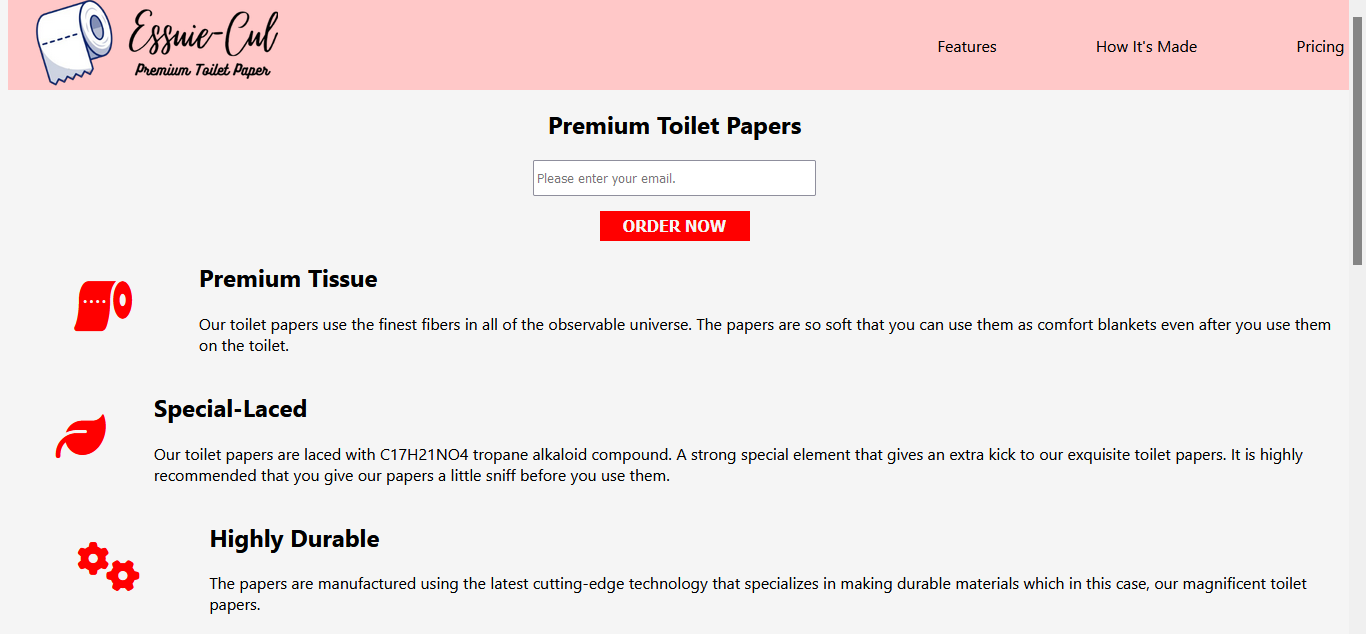 Essuie-Cul
Premium Toilet Paper
Features
How It's Made
Pricing
Premium Toilet Papers
Please enter your email.
ORDER NOW
Premium Tissue
Our toilet papers use the finest fibers in all of the observable universe. The papers are so soft that you can use them as comfort blankets even after you use them
on the toilet.
Special-Laced
Our toilet papers are laced with C17H21NO4 tropane alkaloid compound. A strong special element that gives an extra kick to our exquisite toilet papers. It is highly
recommended that you give our papers a little sniff before you use them.
Highly Durable
The papers are manufactured using the latest cutting-edge technology that specializes in making durable materials which in this case, our magnificent toilet
papers.